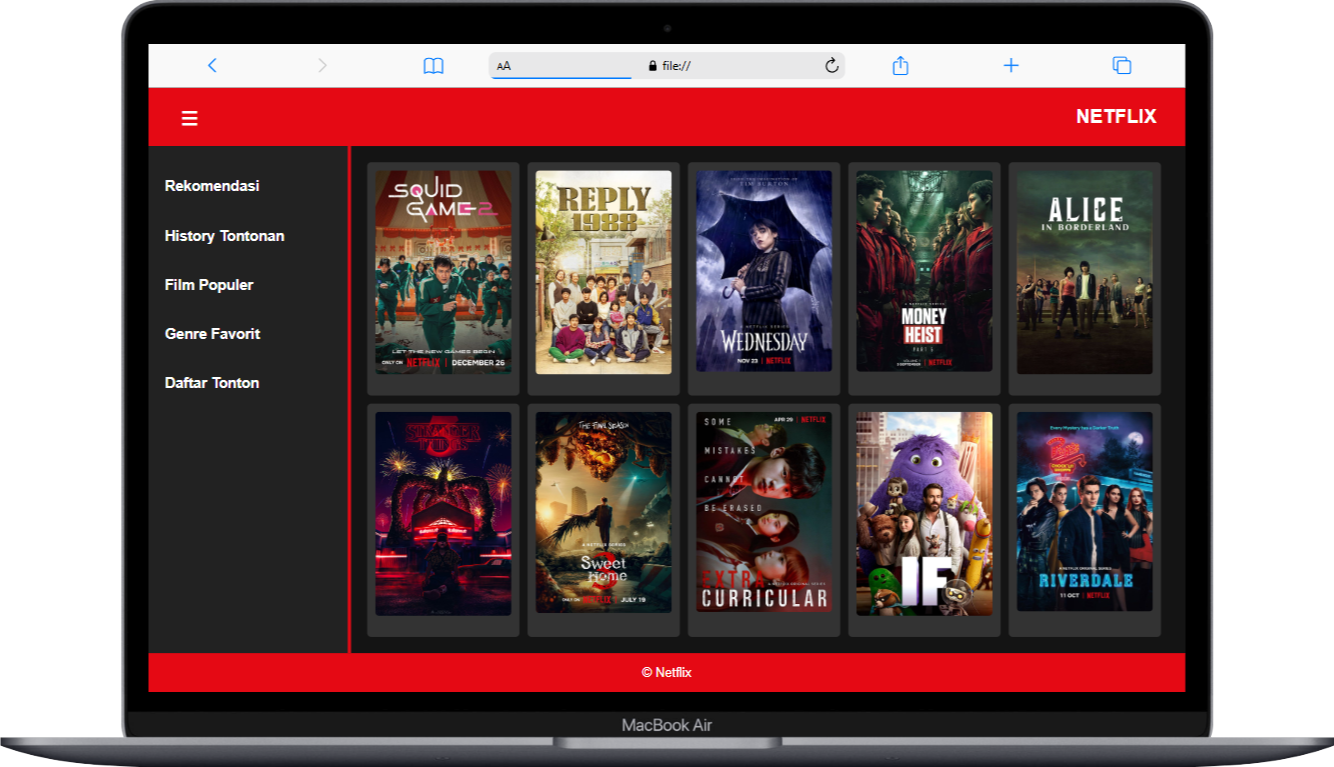 AA
file://
NETFLIX
Rekomendasi
History Tontonan
Film Populer
Genre Favorit
Daftar Tonton
SQUID
GAME 2
LET THE NEW GAMES BEGIN
ONLY ON NETFLIX | DECEMBER 26
REPLY
1988
TIM BURTON
A NETFLIX SERIES
WEDNESDAY
NOV 23 | NETFLIX
A NETFLIX SERIES
MONEY
HEIST
PART 5
NETFLIX
ALICE
IN BORDERLAND
STRANGER
3
THE FINAL SEASON
A NETFLIX SERIES
Sweet
Home
3
ONLY ON NETFLIX | JULY 19
APR 29 | NETFLIX
SOME
MISTAKES
CANNOT
BE ERASED
EXTRA
A NETFLIX ORIGINAL SERIES
CURRICULAR
IF
Every Mystery has a Darker Truth
A NETFLIX ORIGINAL SERIES
RIVERDALE
11 OCT | NETFLIX
© Netflix
MacBook Air